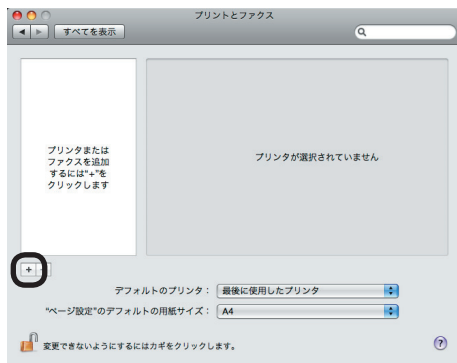 プリントとファクス
すべてを表示
プリンタまたは
ファクスを追加
するには"+"を
クリックします
プリンタが選択されていません
+ −
デフォルトのプリンタ： 最後に使用したプリンタ
"ページ設定"のデフォルトの用紙サイズ： A4
変更できないようにするにはカギをクリックします。 ?